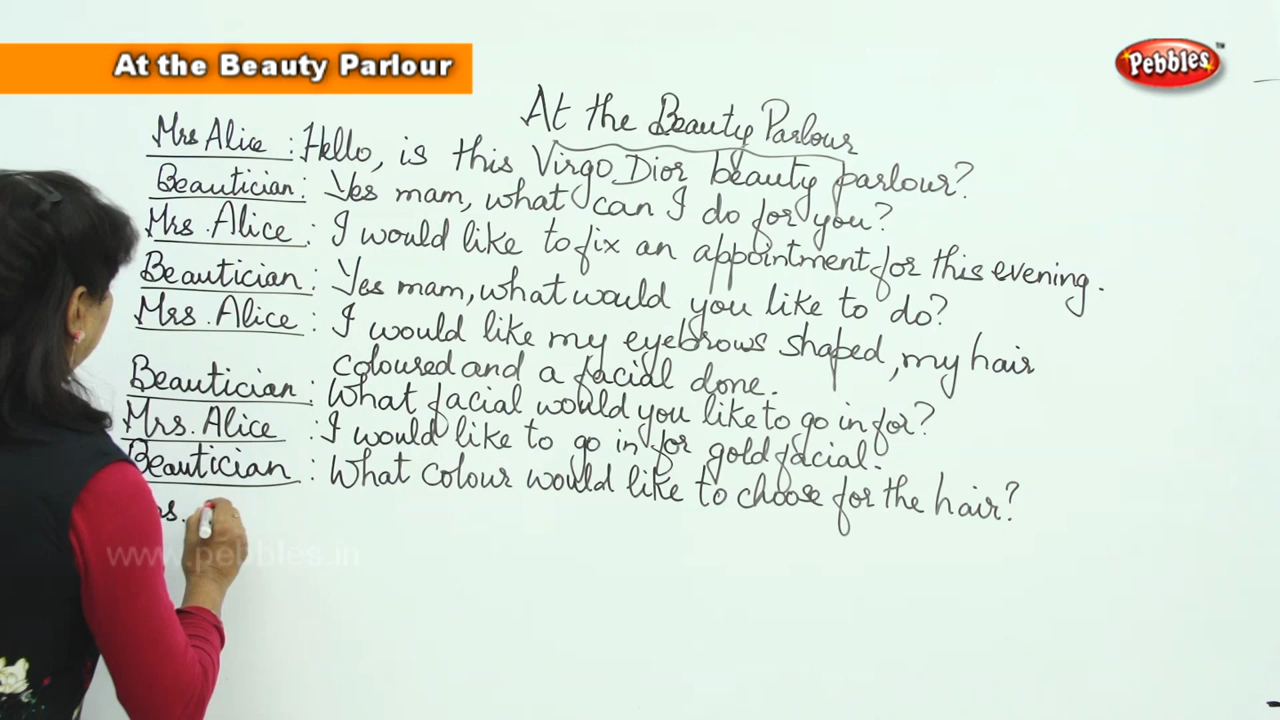 At the Beauty Parlour
Pebbles™
At the Beauty Parlour
Mrs Alice : Hello, is this Virgo Dior beauty parlour?
Beautician : Yes mam, what can I do for you?
Mrs. Alice : I would like to fix an appointment for this evening.
Beautician : Yes mam, what would you like to do?
Mrs. Alice : I would like my eyebrows shaped, my hair
coloured and a facial done.
Beautician : What facial would you like to go in for?
Mrs. Alice : I would like to go in for gold facial.
Beautician : What colour would like to choose for the hair?
www.pebbles.in